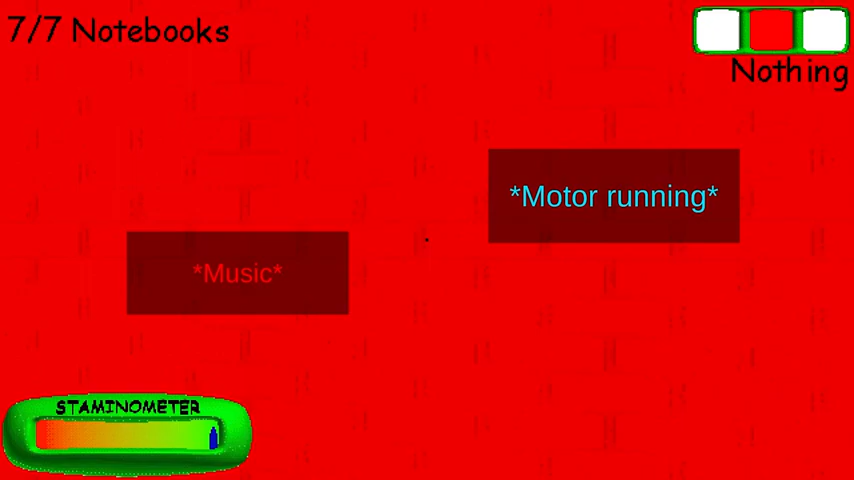 7/7 Notebooks
Nothing
*Motor running*
*Music*
STAMINOMETER